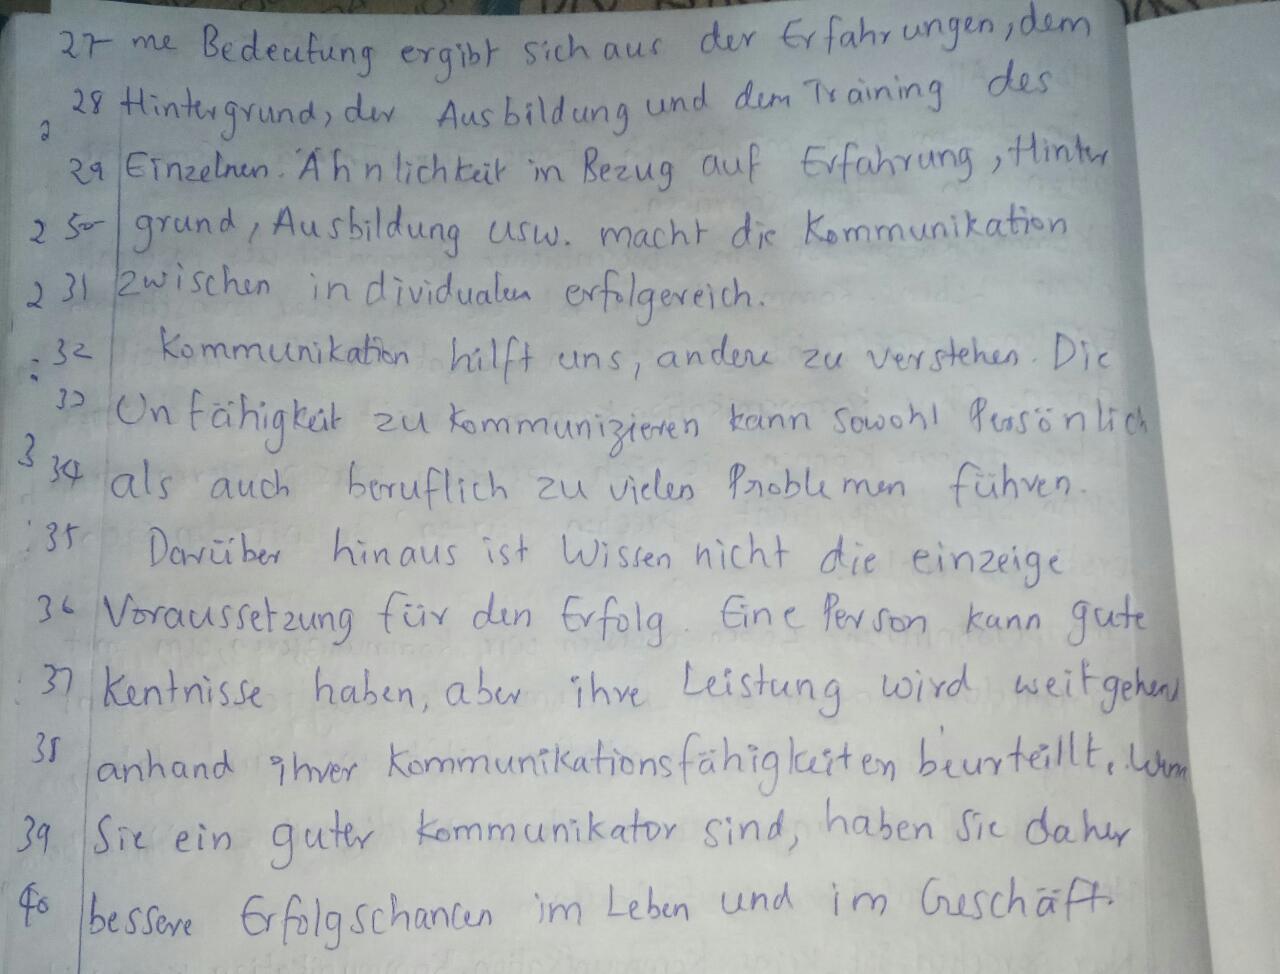 27 me Bedeutung ergibt sich aus der Erfahrungen, dem
28 Hintergrund, der Ausbildung und dem Training des
29 Einzelnen. Ähnlichkeit in Bezug auf Erfahrung, Hinter
30 grund, Ausbildung usw. macht die Kommunikation
31 zwischen individualen erfolgereich.
32 Kommunikation hilft uns, andere zu verstehen. Die
33 Unfähigkeit zu kommunizieren kann sowohl Persönlich
34 als auch beruflich zu vielen Problemen führen.
35 Darüber hinaus ist Wissen nicht die einzeige
36 Voraussetzung für den Erfolg. Eine Person kann gute
37 Kentnisse haben, aber ihre Leistung wird weitgehend
38 anhand ihrer Kommunikationsfähigkeiten beurteillt. Wenn
39 Sie ein guter Kommunikator sind, haben Sie daher
40 bessere Erfolgschancen im Leben und im Geschäft.